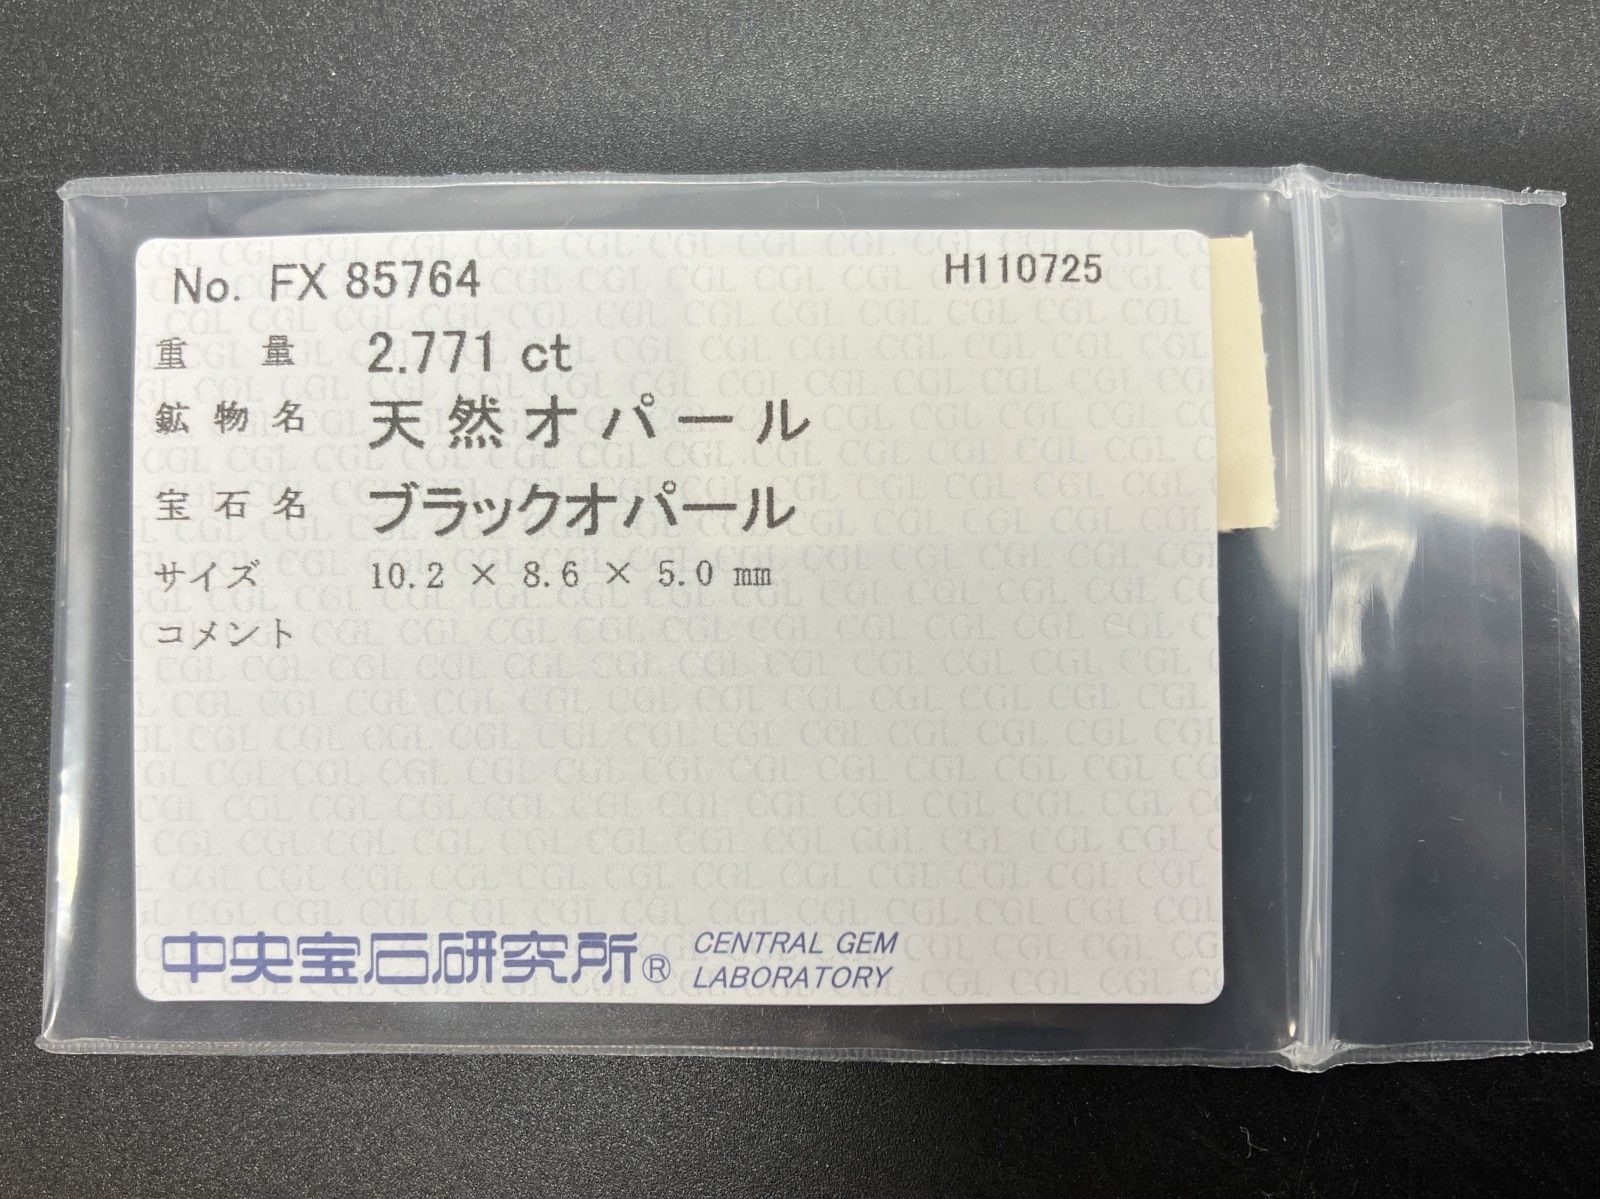 No. FX 85764 H110725
重量 2.771 ct
鉱物名 天然オパール
宝石名 ブラックオパール
サイズ 10.2 × 8.6 × 5.0 ㎜
コメント
中央宝石研究所® CENTRAL GEM
LABORATORY